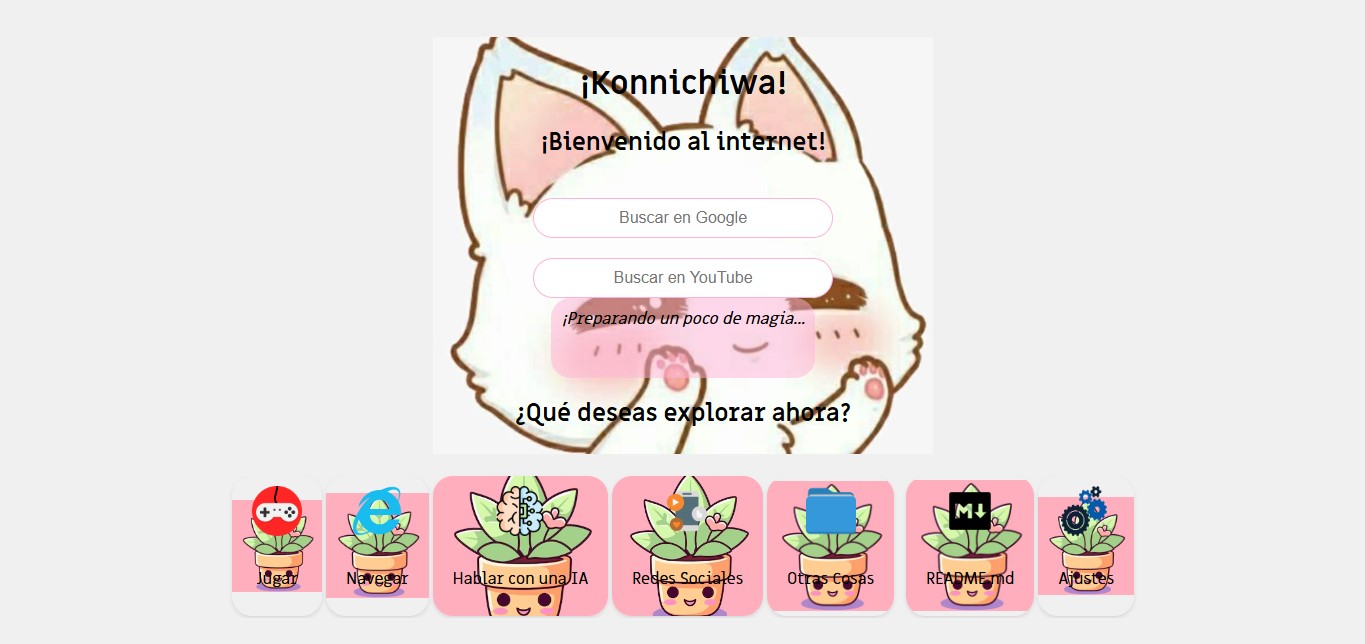 ¡Konnichiwa!
¡Bienvenido al internet!
Buscar en Google
Buscar en YouTube
¡Preparando un poco de magia...
¿Qué deseas explorar ahora?
Jugar
Navegar
Hablar con una IA
Redes Sociales
Otras Cosas
README.md
Ajustes